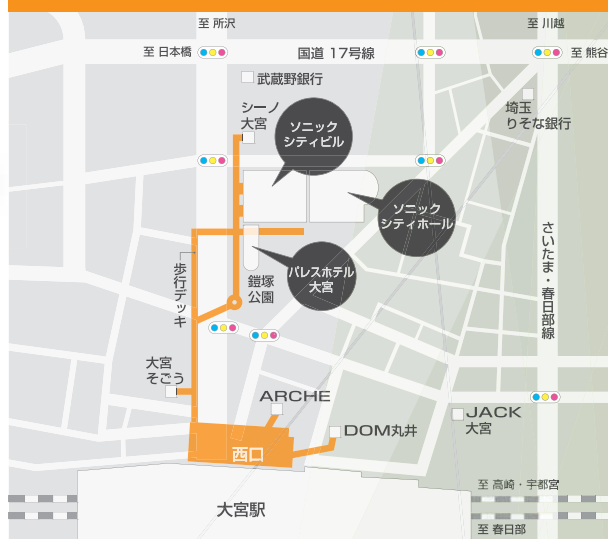 至 所沢
至 川越
至 日本橋
国道 17号線
至 熊谷
武蔵野銀行
シーノ
大宮
埼玉
りそな銀行
ソニック
シティビル
ソニック
シティホール
さいたま・春日部線
歩行デッキ
鎧塚
公園
パレスホテル
大宮
大宮
そごう
ARCHE
DOM丸井
JACK
大宮
西口
至 高崎・宇都宮
大宮駅
至 春日部